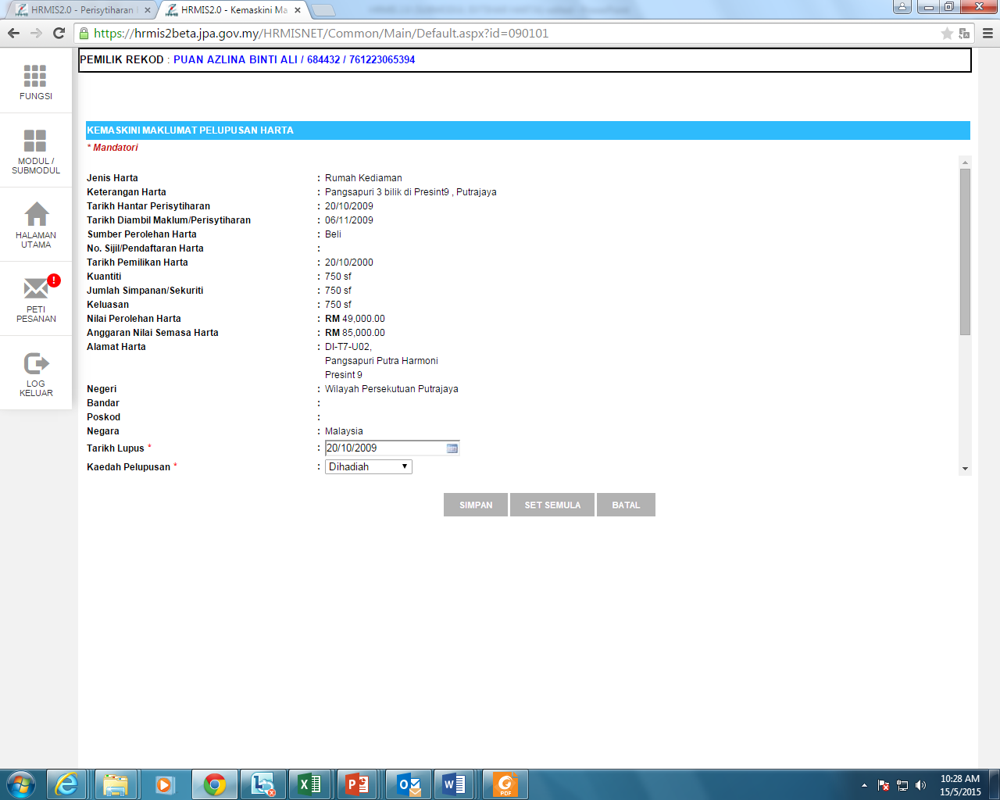 HRMIS2.0 - Perisytiharan
HRMIS2.0 - Kemaskini Ma
https://hrmis2beta.jpa.gov.my/HRMISNET/Common/Main/Default.aspx?id=090101
PEMILIK REKOD : PUAN AZLINA BINTI ALI / 684432 / 761223065394
FUNGSI
MODUL /
SUBMODUL
HALAMAN
UTAMA
!
PETI
PESANAN
LOG
KELUAR
KEMASKINI MAKLUMAT PELUPUSAN HARTA
* Mandatori
Jenis Harta : Rumah Kediaman
Keterangan Harta : Pangsapuri 3 bilik di Presint9 , Putrajaya
Tarikh Hantar Perisytiharan : 20/10/2009
Tarikh Diambil Maklum/Perisytiharan : 06/11/2009
Sumber Perolehan Harta : Beli
No. Sijil/Pendaftaran Harta :
Tarikh Pemilikan Harta : 20/10/2000
Kuantiti : 750 sf
Jumlah Simpanan/Sekuriti : 750 sf
Keluasan : 750 sf
Nilai Perolehan Harta : RM 49,000.00
Anggaran Nilai Semasa Harta : RM 85,000.00
Alamat Harta : DI-T7-U02,
Pangsapuri Putra Harmoni
Presint 9
Negeri : Wilayah Persekutuan Putrajaya
Bandar :
Poskod :
Negara : Malaysia
Tarikh Lupus * : 20/10/2009
Kaedah Pelupusan * : Dihadiah
SIMPAN SET SEMULA BATAL
PDF
10:28 AM
15/5/2015